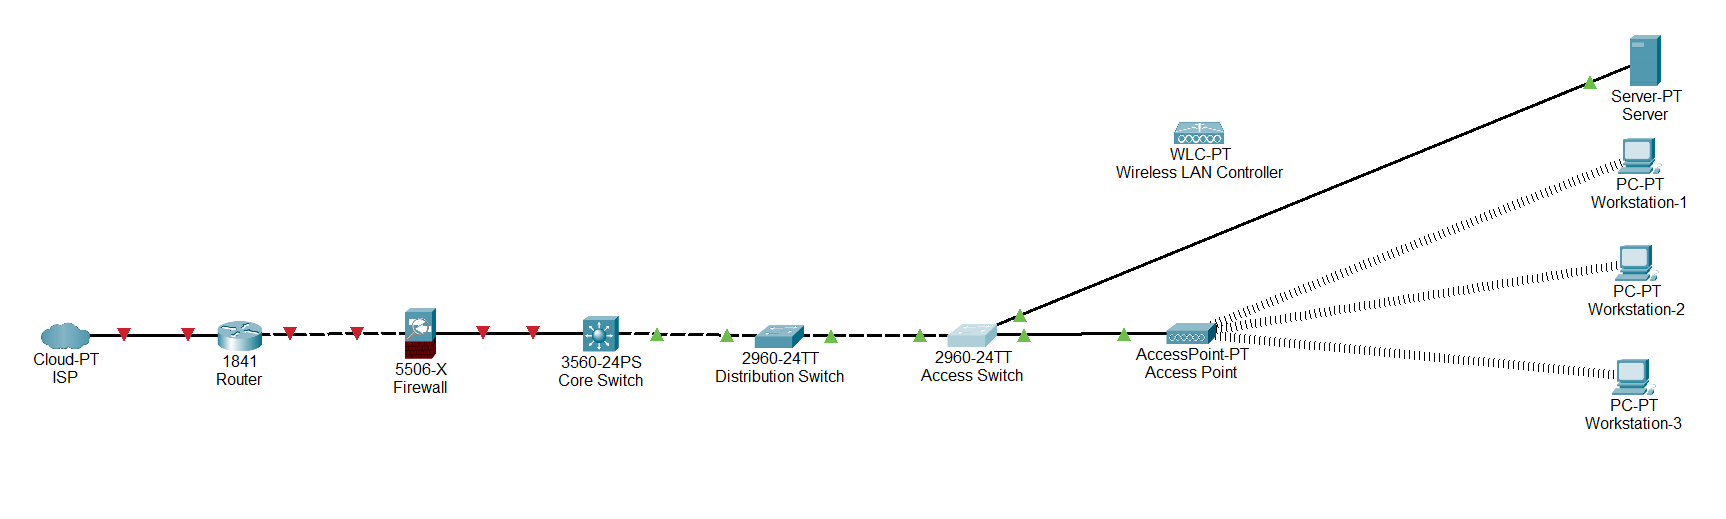 Server-PT
Server
WLC-PT
Wireless LAN Controller
PC-PT
Workstation-1
PC-PT
Workstation-2
Cloud-PT
ISP
1841
Router
5506-X
Firewall
3560-24PS
Core Switch
2960-24TT
Distribution Switch
2960-24TT
Access Switch
AccessPoint-PT
Access Point
PC-PT
Workstation-3